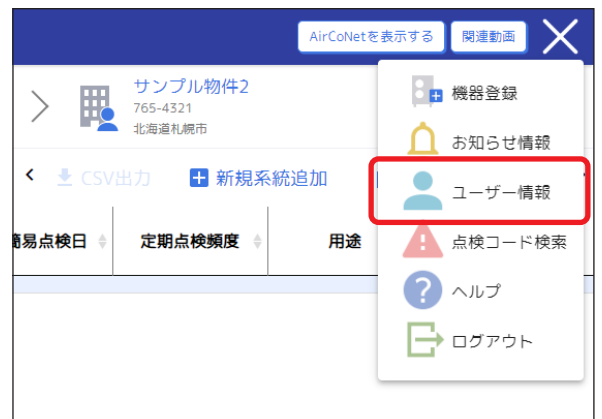 AirCoNetを表示する
関連動画
サンプル物件2
765-4321
北海道札幌市
CSV出力
新規系統追加
易点検日
定期点検頻度
用途
機器登録
お知らせ情報
ユーザー情報
点検コード検索
ヘルプ
ログアウト